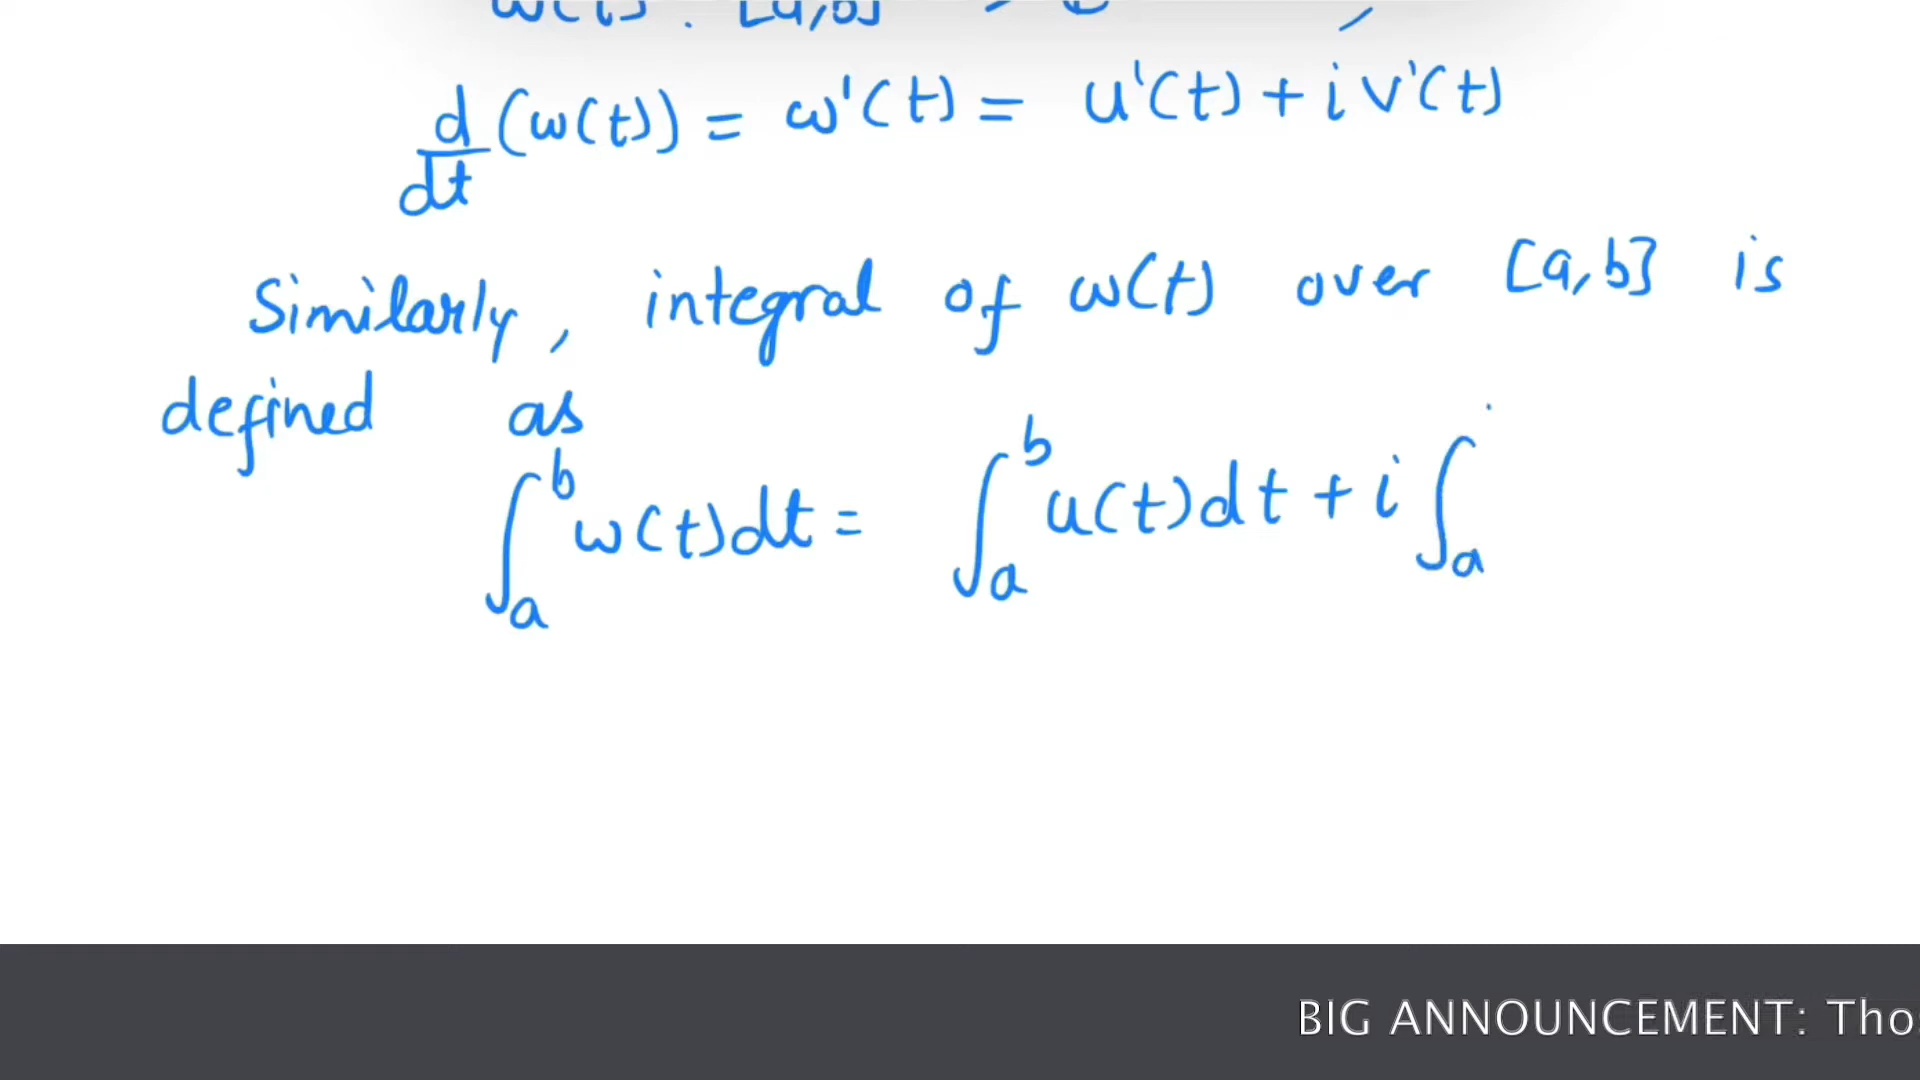 w(t) : [a,b]
d/dt (w(t)) = w'(t) = u'(t) + i v'(t)
Similarly, integral of w(t) over [a,b] is
defined as
∫_a^b w(t)dt = ∫_a^b u(t)dt + i ∫_a
BIG ANNOUNCEMENT: Tho